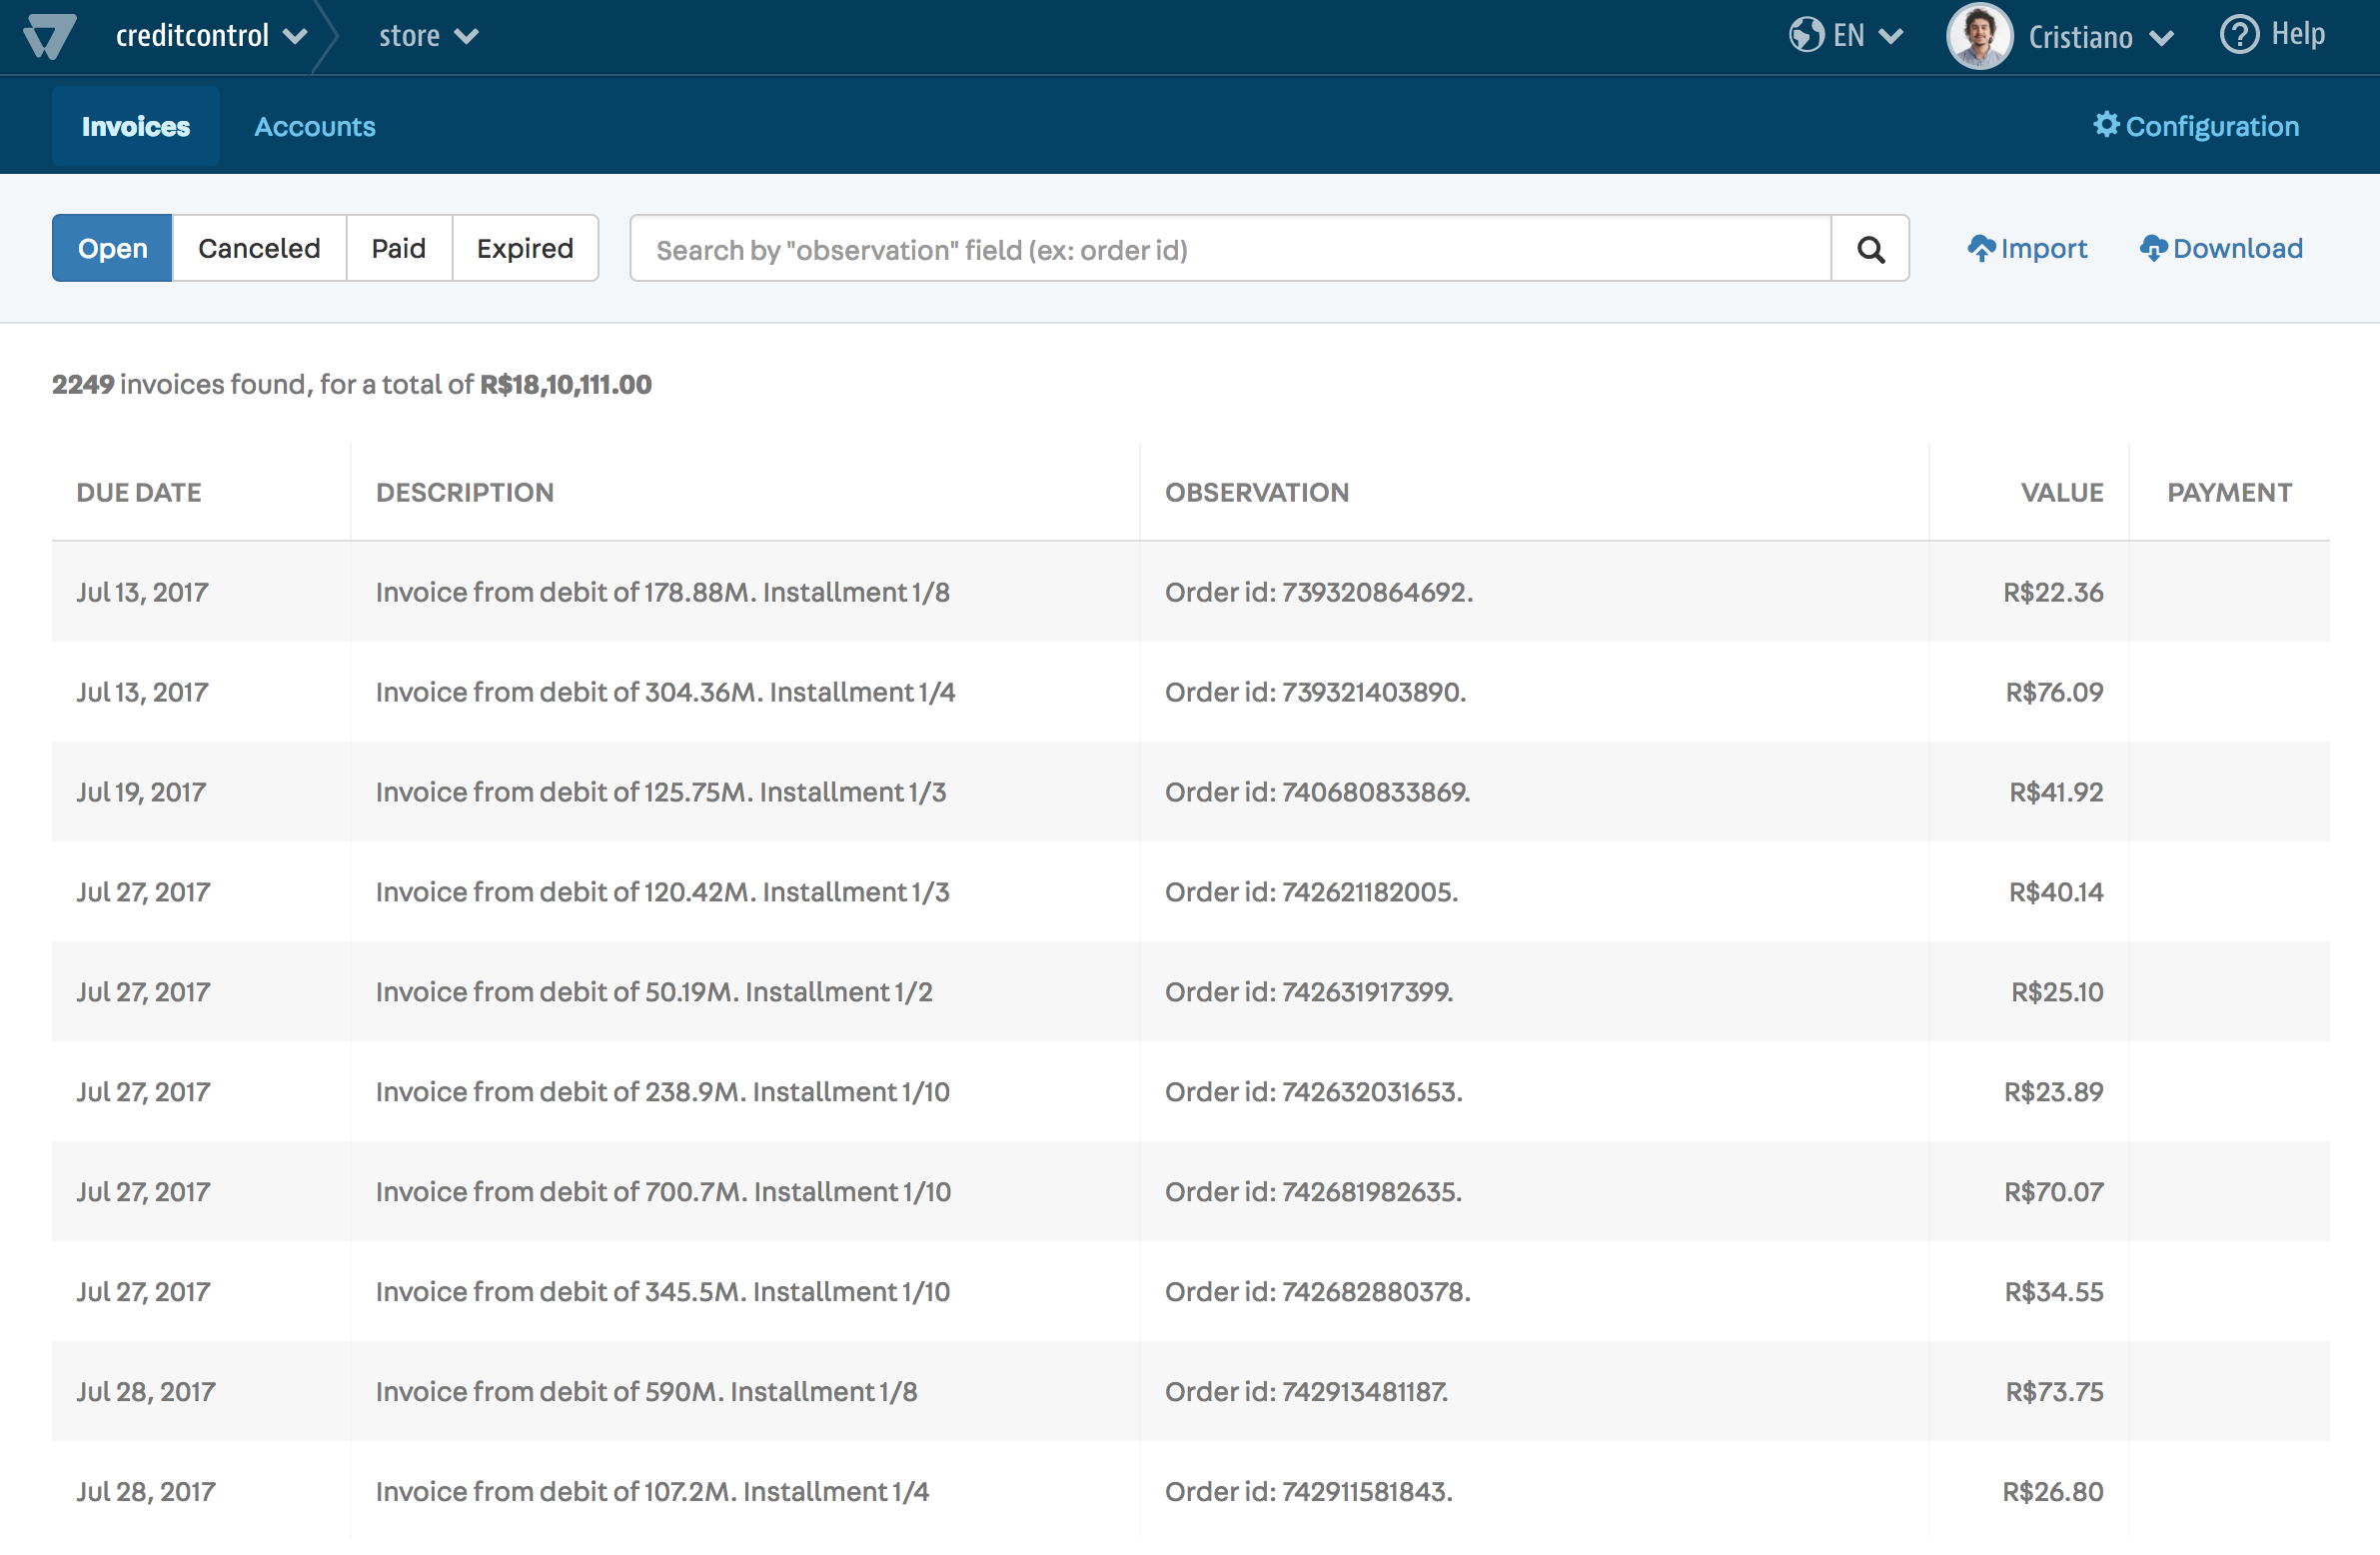 creditcontrol store EN Cristiano Help
Invoices Accounts Configuration
Open Canceled Paid Expired Search by "observation" field (ex: order id) Import Download
2249 invoices found, for a total of R$18,10,111.00
DUE DATE DESCRIPTION OBSERVATION VALUE PAYMENT
Jul 13, 2017 Invoice from debit of 178.88M. Installment 1/8 Order id: 739320864692. R$22.36
Jul 13, 2017 Invoice from debit of 304.36M. Installment 1/4 Order id: 739321403890. R$76.09
Jul 19, 2017 Invoice from debit of 125.75M. Installment 1/3 Order id: 740680833869. R$41.92
Jul 27, 2017 Invoice from debit of 120.42M. Installment 1/3 Order id: 742621182005. R$40.14
Jul 27, 2017 Invoice from debit of 50.19M. Installment 1/2 Order id: 742631917399. R$25.10
Jul 27, 2017 Invoice from debit of 238.9M. Installment 1/10 Order id: 742632031653. R$23.89
Jul 27, 2017 Invoice from debit of 700.7M. Installment 1/10 Order id: 742681982635. R$70.07
Jul 27, 2017 Invoice from debit of 345.5M. Installment 1/10 Order id: 742682880378. R$34.55
Jul 28, 2017 Invoice from debit of 590M. Installment 1/8 Order id: 742913481187. R$73.75
Jul 28, 2017 Invoice from debit of 107.2M. Installment 1/4 Order id: 742911581843. R$26.80